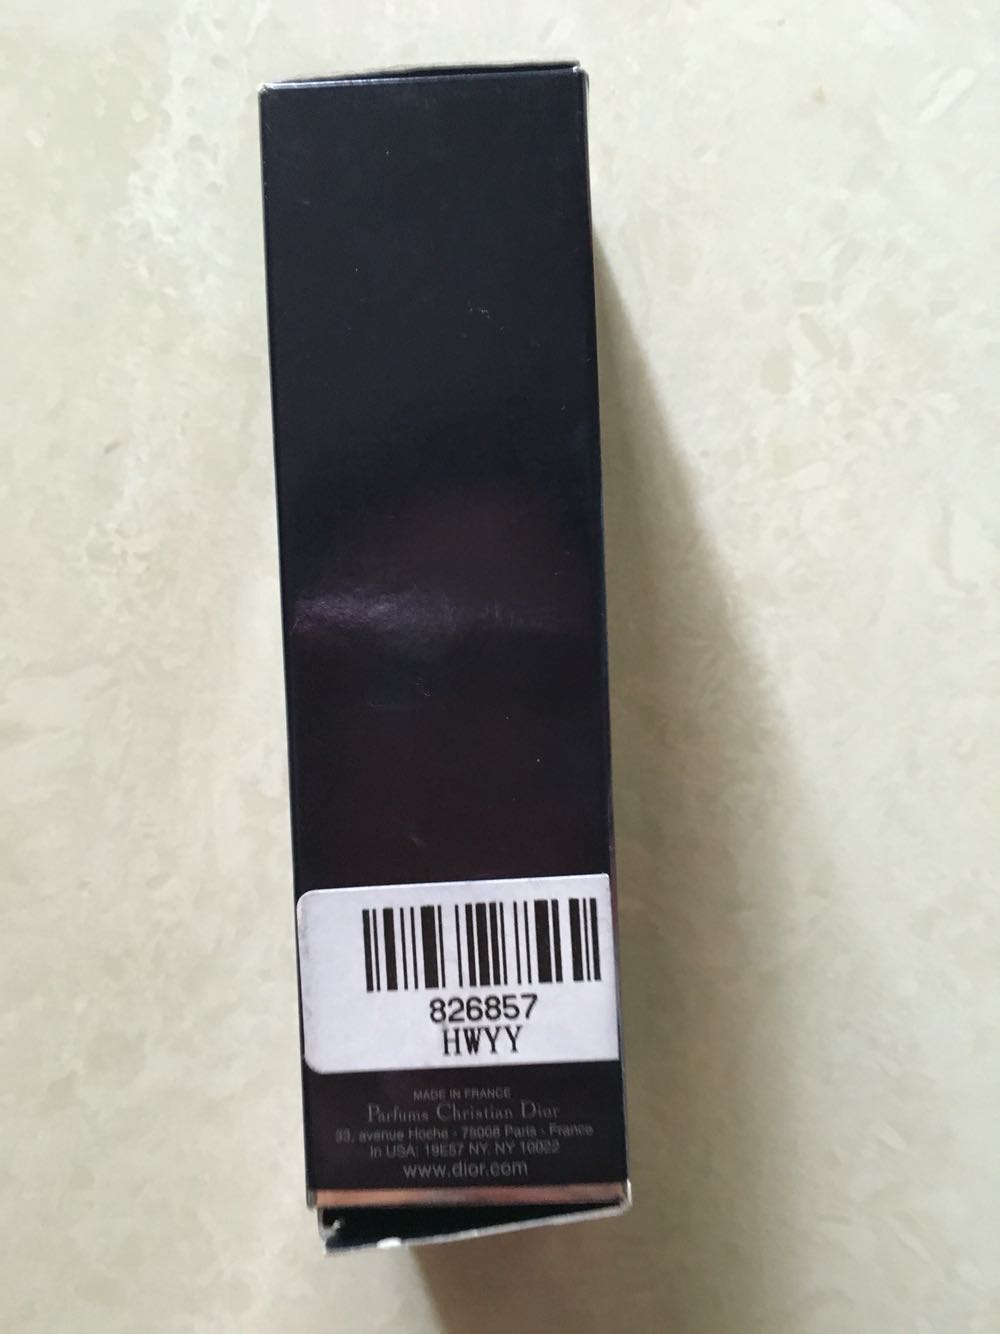 826857
HWYY
MADE IN FRANCE
Parfums Christian Dior
33, avenue Hoche - 75008 Paris - France
In USA: 19E57 NY. NY 10022
www.dior.com